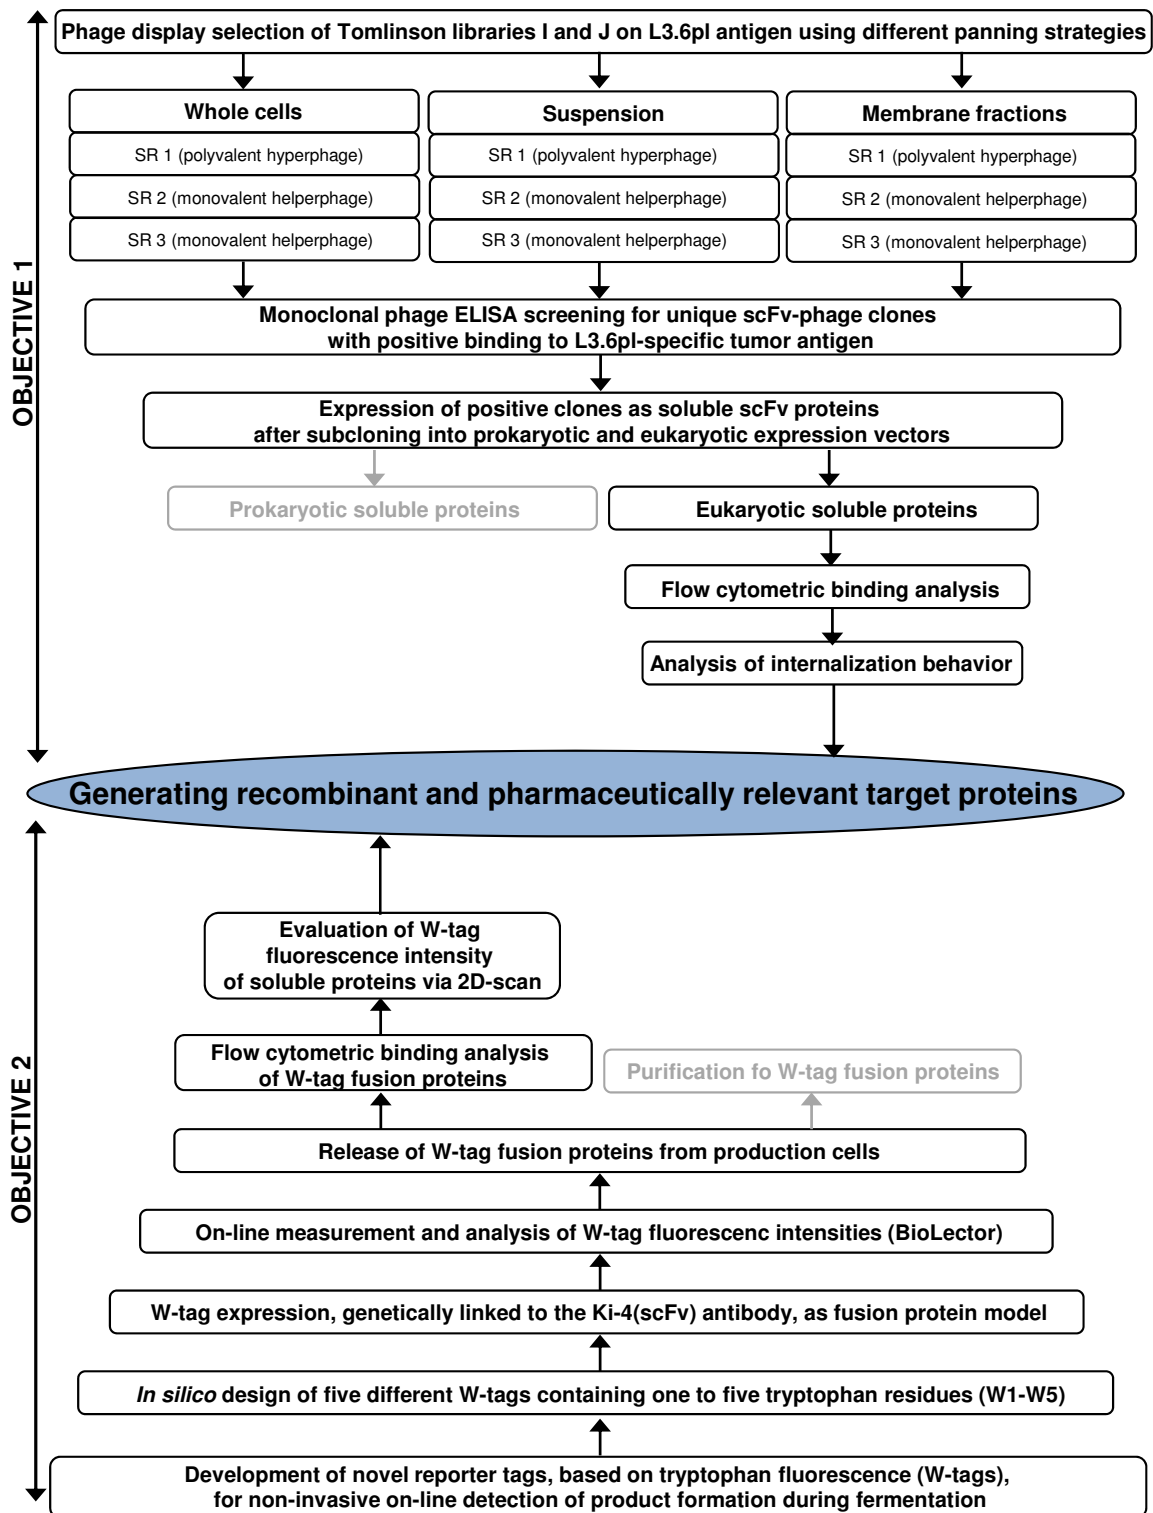 Phage display selection of Tomlinson libraries I and J on L3.6pl antigen using different panning strategies
Whole cells
SR 1 (polyvalent hyperphage)
SR 2 (monovalent helperphage)
SR 3 (monovalent helperphage)
Suspension
SR 1 (polyvalent hyperphage)
SR 2 (monovalent helperphage)
SR 3 (monovalent helperphage)
Membrane fractions
SR 1 (polyvalent hyperphage)
SR 2 (monovalent helperphage)
SR 3 (monovalent helperphage)
OBJECTIVE 1
Monoclonal phage ELISA screening for unique scFv-phage clones
with positive binding to L3.6pl-specific tumor antigen
Expression of positive clones as soluble scFv proteins
after subcloning into prokaryotic and eukaryotic expression vectors
Prokaryotic soluble proteins
Eukaryotic soluble proteins
Flow cytometric binding analysis
Analysis of internalization behavior
Generating recombinant and pharmaceutically relevant target proteins
OBJECTIVE 2
Evaluation of W-tag
fluorescence intensity
of soluble proteins via 2D-scan
Flow cytometric binding analysis
of W-tag fusion proteins
Purification fo W-tag fusion proteins
Release of W-tag fusion proteins from production cells
On-line measurement and analysis of W-tag fluorescenc intensities (BioLector)
W-tag expression, genetically linked to the Ki-4(scFv) antibody, as fusion protein model
In silico design of five different W-tags containing one to five tryptophan residues (W1-W5)
Development of novel reporter tags, based on tryptophan fluorescence (W-tags),
for non-invasive on-line detection of product formation during fermentation